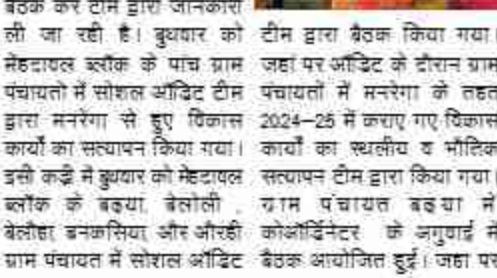 बैठक कर टीम द्वारा जानकारी
ली जा रही है। बुधवार को
मेंहदावल ब्लॉक के पांच ग्राम
पंचायतो में सोशल ऑडिट टीम
द्वारा मनरेगा से हुए विकास
कार्यों का सत्यापन किया गया।
इसी कड़ी में बुधवार को मेहदावल
ब्लॉक के बढ़या, बेलोली,
बेलौहा, बनकसिया और औरही
ग्राम पंचायत में सोशल ऑडिट
टीम द्वारा बैठक किया गया।
जहां पर ऑडिट के दौरान ग्राम
पंचायतों में मनरेगा के तहत
2024–25 में कराए गए विकास
कार्यों का स्थलीय व भौतिक
सत्यापन टीम द्वारा किया गया।
ग्राम पंचायत बढ़या में
कोऑर्डिनेटर के अगुवाई में
बैठक आयोजित हुई। जहां पर